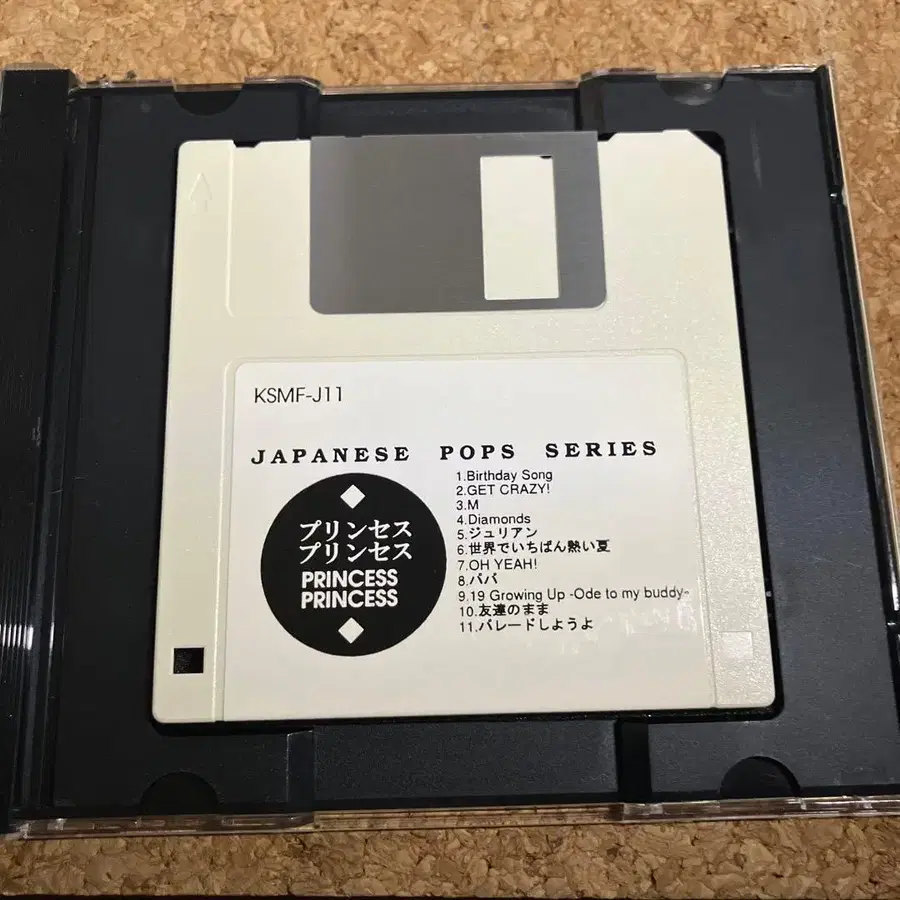 KSMF-J11
JAPANESE POPS SERIES
プリンセス
プリンセス
PRINCESS
PRINCESS
1.Birthday Song
2.GET CRAZY!
3.M
4.Diamonds
5.ジュリアン
6.世界でいちばん熱い夏
7.OH YEAH!
8.パパ
9.19 Growing Up -Ode to my buddy-
10.友達のまま
11.パレードしようよ